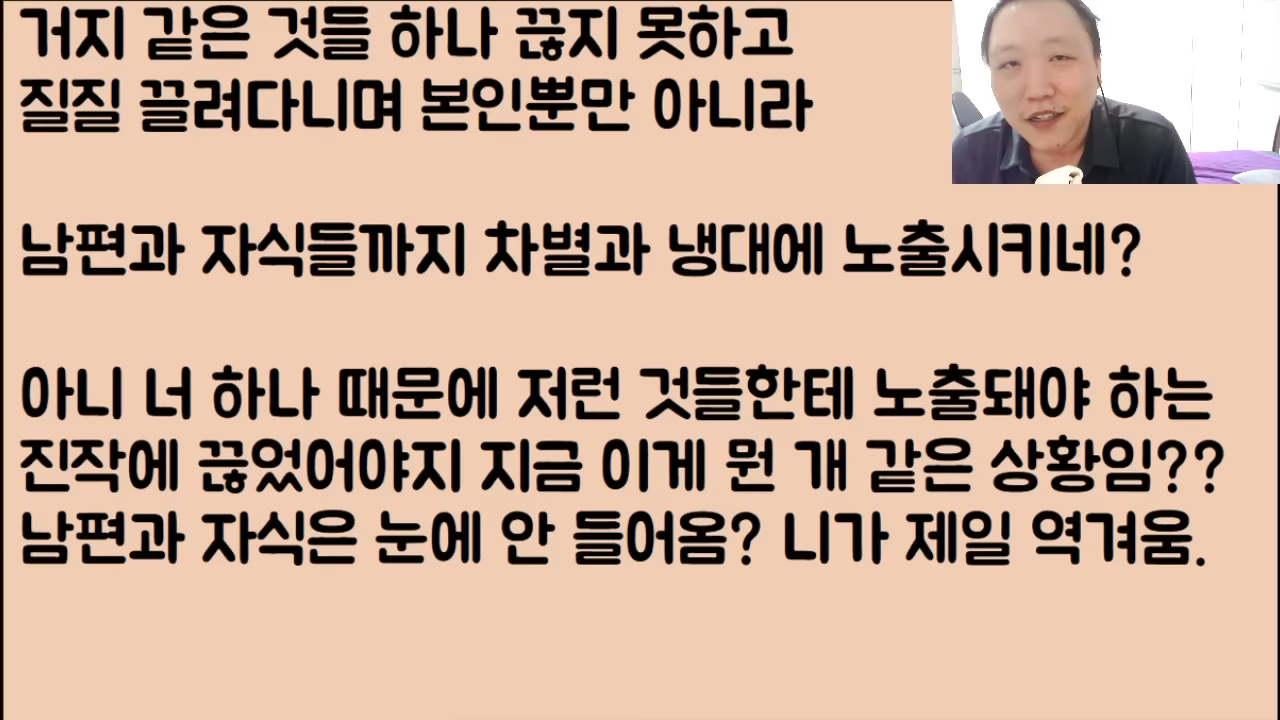 거지 같은 것들 하나 끊지 못하고
질질 끌려다니며 본인뿐만 아니라
남편과 자식들까지 차별과 냉대에 노출시키네?
아니 너 하나 때문에 저런 것들한테 노출돼야 하는
진작에 끊었어야지 지금 이게 뭔 개 같은 상황임??
남편과 자식은 눈에 안 들어옴? 니가 제일 역겨움.